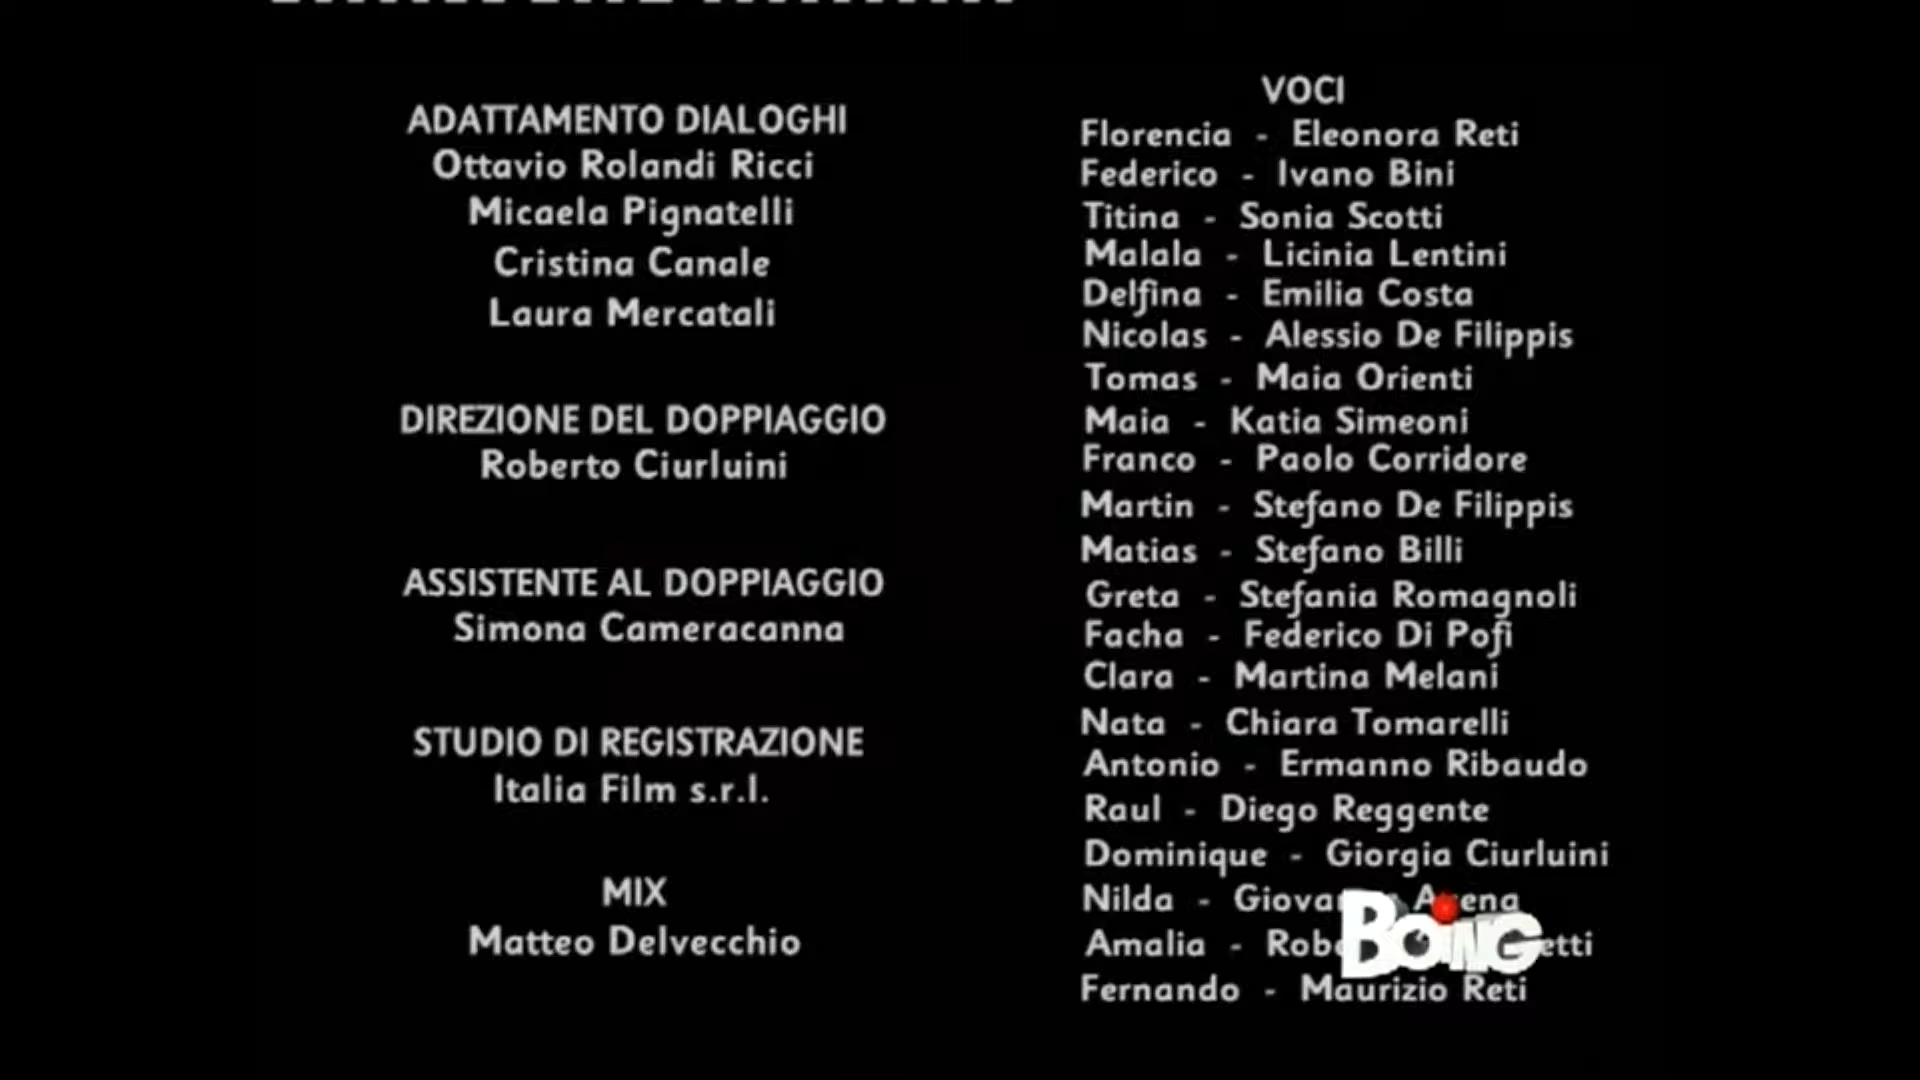 ADATTAMENTO DIALOGHI
Ottavio Rolandi Ricci
Micaela Pignatelli
Cristina Canale
Laura Mercatali
DIREZIONE DEL DOPPIAGGIO
Roberto Ciurluini
ASSISTENTE AL DOPPIAGGIO
Simona Cameracanna
STUDIO DI REGISTRAZIONE
Italia Film s.r.l.
MIX
Matteo Delvecchio
VOCI
Florencia - Eleonora Reti
Federico - Ivano Bini
Titina - Sonia Scotti
Malala - Licinia Lentini
Delfina - Emilia Costa
Nicolas - Alessio De Filippis
Tomas - Maia Orienti
Maia - Katia Simeoni
Franco - Paolo Corridore
Martin - Stefano De Filippis
Matias - Stefano Billi
Greta - Stefania Romagnoli
Facha - Federico Di Pofi
Clara - Martina Melani
Nata - Chiara Tomarelli
Antonio - Ermanno Ribaudo
Raul - Diego Reggente
Dominique - Giorgia Ciurluini
Nilda -
Amalia -
Fernando - Maurizio Reti
BOING